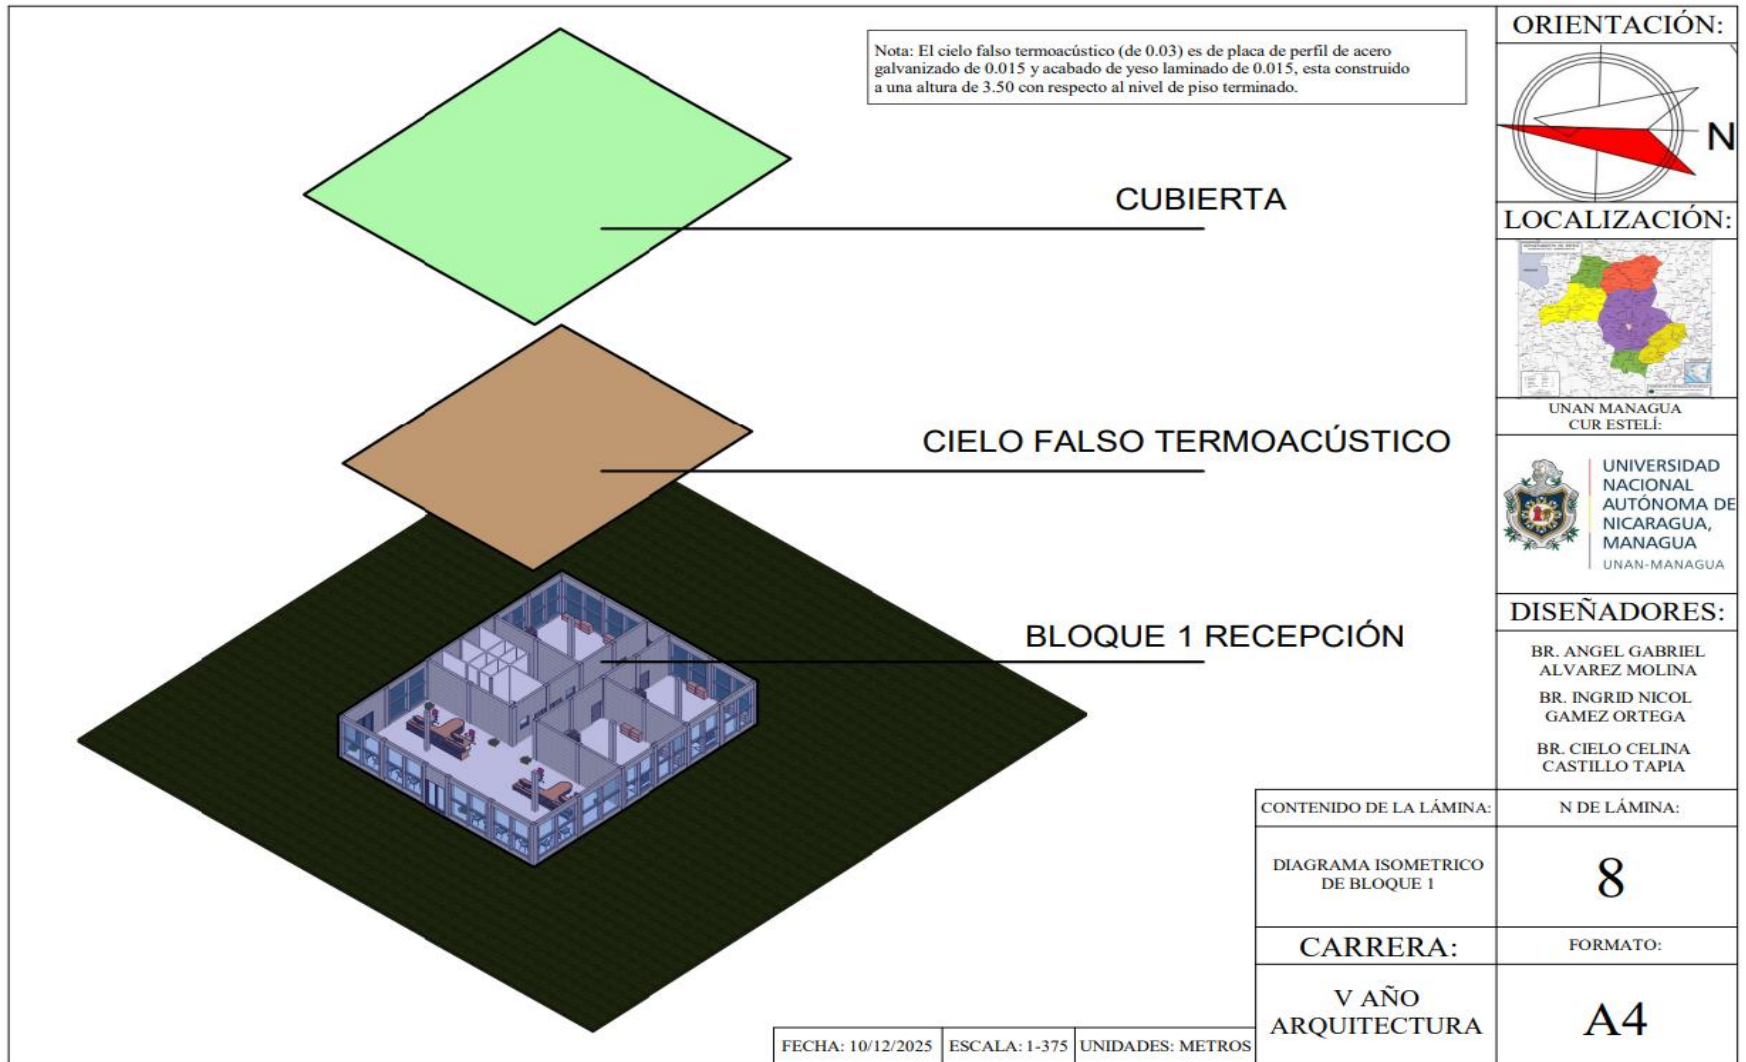 Nota: El cielo falso termoacústico (de 0.03) es de placa de perfil de acero
galvanizado de 0.015 y acabado de yeso laminado de 0.015, esta construido
a una altura de 3.50 con respecto al nivel de piso terminado.
CUBIERTA
CIELO FALSO TERMOACÚSTICO
BLOQUE 1 RECEPCIÓN
ORIENTACIÓN:
N
LOCALIZACIÓN:
UNAN MANAGUA
CUR ESTELÍ:
UNIVERSIDAD
NACIONAL
AUTÓNOMA DE
NICARAGUA,
MANAGUA
UNAN-MANAGUA
DISEÑADORES:
BR. ANGEL GABRIEL
ALVAREZ MOLINA
BR. INGRID NICOL
GAMEZ ORTEGA
BR. CIELO CELINA
CASTILLO TAPIA
CONTENIDO DE LA LÁMINA:
N DE LÁMINA:
DIAGRAMA ISOMETRICO
DE BLOQUE 1
8
CARRERA:
FORMATO:
V AÑO
ARQUITECTURA
A4
FECHA: 10/12/2025
ESCALA: 1-375
UNIDADES: METROS